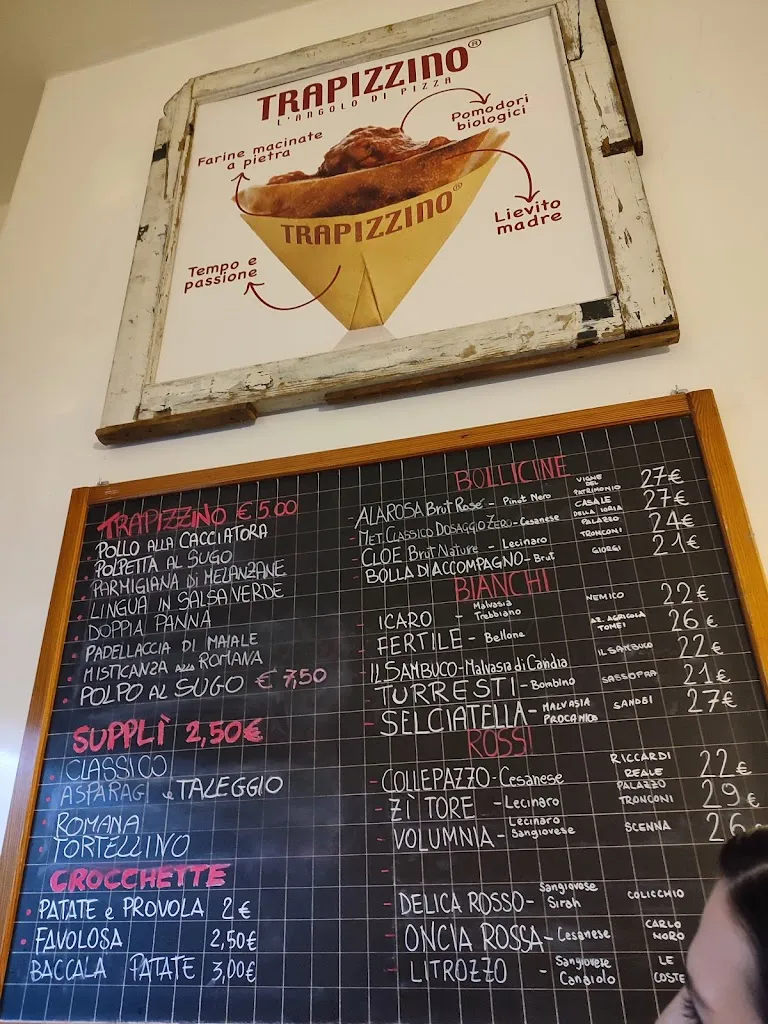 TRAPIZZINO®
L'ANGOLO DI PIZZA
Farine macinate
a pietra
Pomodori
biologici
TRAPIZZINO®
Lievito
madre
Tempo e
passione
TRAPIZZINO € 5.00
POLLO ALLA CACCIATORA
POLPETTA AL SUGO
PARMIGIANA DI MELANZANE
LINGUA IN SALSA VERDE
DOPPIA PANNA
PADELLACCIA DI MAIALE
MISTICANZA ALLA ROMANA
POLPO AL SUGO € 7,50
SUPPLÌ 2,50€
CLASSICO
ASPARAGI e TALEGGIO
ROMANA
TORTELLINO
CROCCHETTE
PATATE e PROVOLA 2€
FAVOLOSA 2,50€
BACCALA PATATE 3,00€
BOLLICINE
ALAROSA Brut Rosé - Pinot Nero VIGNE DEL PATRIMONIO 27€
MET. CLASSICO DOSAGGIO ZERO - Cesanese CASALE DELLA IORIA 27€
CLOE Brut Nature - Lecinaro PALAZZO TRONCONI 24€
BOLLA DI ACCOMPAGNO - Brut GIORGI 21€
BIANCHI
- ICARO - Malvasia Trebbiano NEMICO 22€
- FERTILE - Bellone AZ. AGRICOLA TOMEI 26€
- IL SAMBUCO - Malvasia di Candia IL SAMBUCO 22€
- TURRESTI - Bombino SASSOPRA 21€
- SELCIATELLA - MALVASIA PROCANICO SANDEI 27€
ROSSI
- COLLEPAZZO - Cesanese RICCARDI REALE 22€
- ZÌ TORE - Lecinaro PALAZZO TRONCONI 29€
- VOLUMNIA - Lecinaro Sangiovese SCENNA 26
-
- DELICA ROSSO - Sangiovese Sirah COLICCHIO
- ONCIA ROSSA - Cesanese CARLO NORO
- LITROZZO - Sangiovese Canaiolo LE COSTE